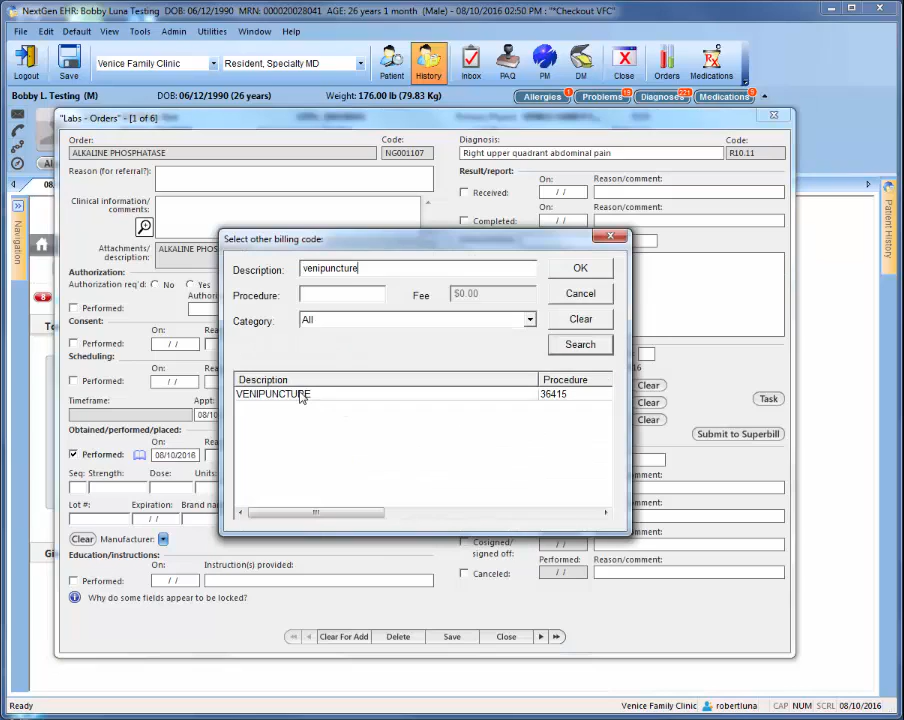 NextGen EHR: Bobby Luna Testing DOB: 06/12/1990 MRN: 000020028041 AGE: 26 years 1 month (Male) - 08/10/2016 02:50 PM : "*Checkout VFC"
File Edit Default View Tools Admin Utilities Window Help
Venice Family Clinic Resident, Specialty MD
Logout Save Patient History Inbox PAQ PM DM Close Orders Medications
Bobby L. Testing (M) DOB: 06/12/1990 (26 years) Weight: 176.00 lb (79.83 Kg) Allergies 1 Problems 13 Diagnoses 221 Medications 9
"Labs - Orders" - [1 of 6]
Order: Code: Diagnosis: Code:
ALKALINE PHOSPHATASE NG001107 Right upper quadrant abdominal pain R10.11
Reason (for referral?): Result/report: On: Reason/comment:
Received: / /
Clinical information/ On: Reason/comment:
comments: Completed: / /
Attachments/ ALKALINE PHOS
description:
Authorization:
Authorization req'd: No Yes
Performed:
Consent: On:
Performed: / /
Scheduling: On:
Performed: / /
Timeframe: Appt:
08/10
Obtained/performed/placed: On:
Performed: 08/10/2016
Seq: Strength: Dose: Units:
Lot #: Expiration: Brand name
/ /
Clear Manufacturer:
Education/instructions: On: Instruction(s) provided:
Performed: / /
Why do some fields appear to be locked?
Select other billing code:
Description: venipuncture OK
Procedure: Fee $0.00 Cancel
Category: All Clear
Search
Description Procedure
VENIPUNCTURE 36415
Clear
Clear Task
Clear
Submit to Superbill
Cosigned/
signed off: / /
Performed: Reason/comment:
Canceled: / /
Clear For Add Delete Save Close
Navigation
Patient History
Ready Venice Family Clinic robertluna CAP NUM SCRL 08/10/2016